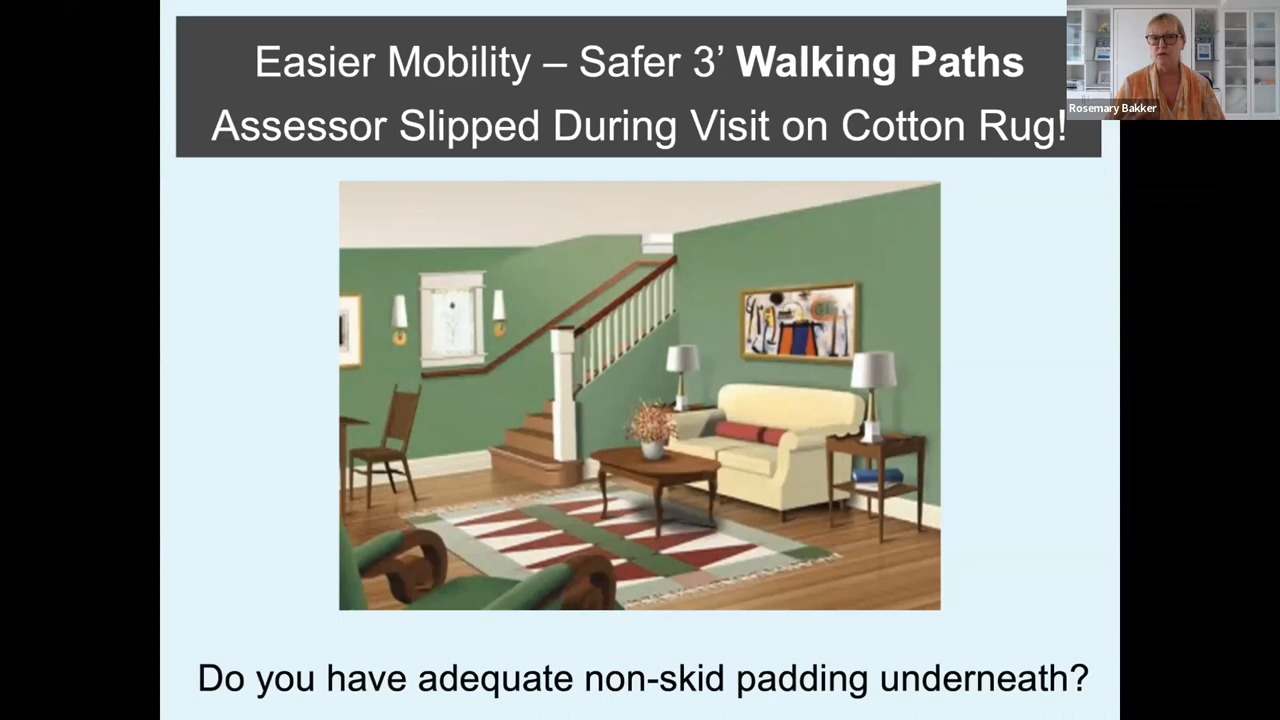 Easier Mobility – Safer 3’ Walking Paths
Assessor Slipped During Visit on Cotton Rug!
Rosemary Bakker
Do you have adequate non-skid padding underneath?